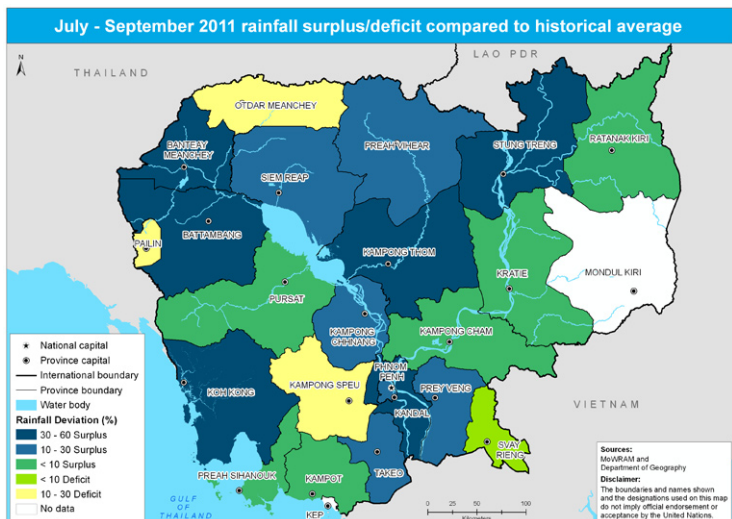 July - September 2011 rainfall surplus/deficit compared to historical average
N
THAILAND
LAO PDR
OTDAR MEANCHEY
BANTEAY
MEANCHEY
PREAH VIHEAR
STUNG TRENG
RATANAK KIRI
SIEM REAP
BATTAMBANG
PAILIN
KAMPONG THOM
MONDUL KIRI
KRATIE
PURSAT
KAMPONG
CHHNANG
KAMPONG CHAM
KOH KONG
KAMPONG SPEU
PHNOM
PENH
KANDAL
PREY VENG
SVAY
RIENG
VIETNAM
PREAH SIHANOUK
KAMPOT
TAKEO
KEP
GULF
OF
THAILAND
National capital
Province capital
International boundary
Province boundary
Water body
Rainfall Deviation (%)
30 - 60 Surplus
10 - 30 Surplus
< 10 Surplus
< 10 Deficit
10 - 30 Deficit
No data
0 25 50 100
Kilometers
Sources:
MoWRAM and
Department of Geography
Disclaimer:
The boundaries and names shown
and the designations used on this map
do not imply official endorsement or
acceptance by the United Nations.